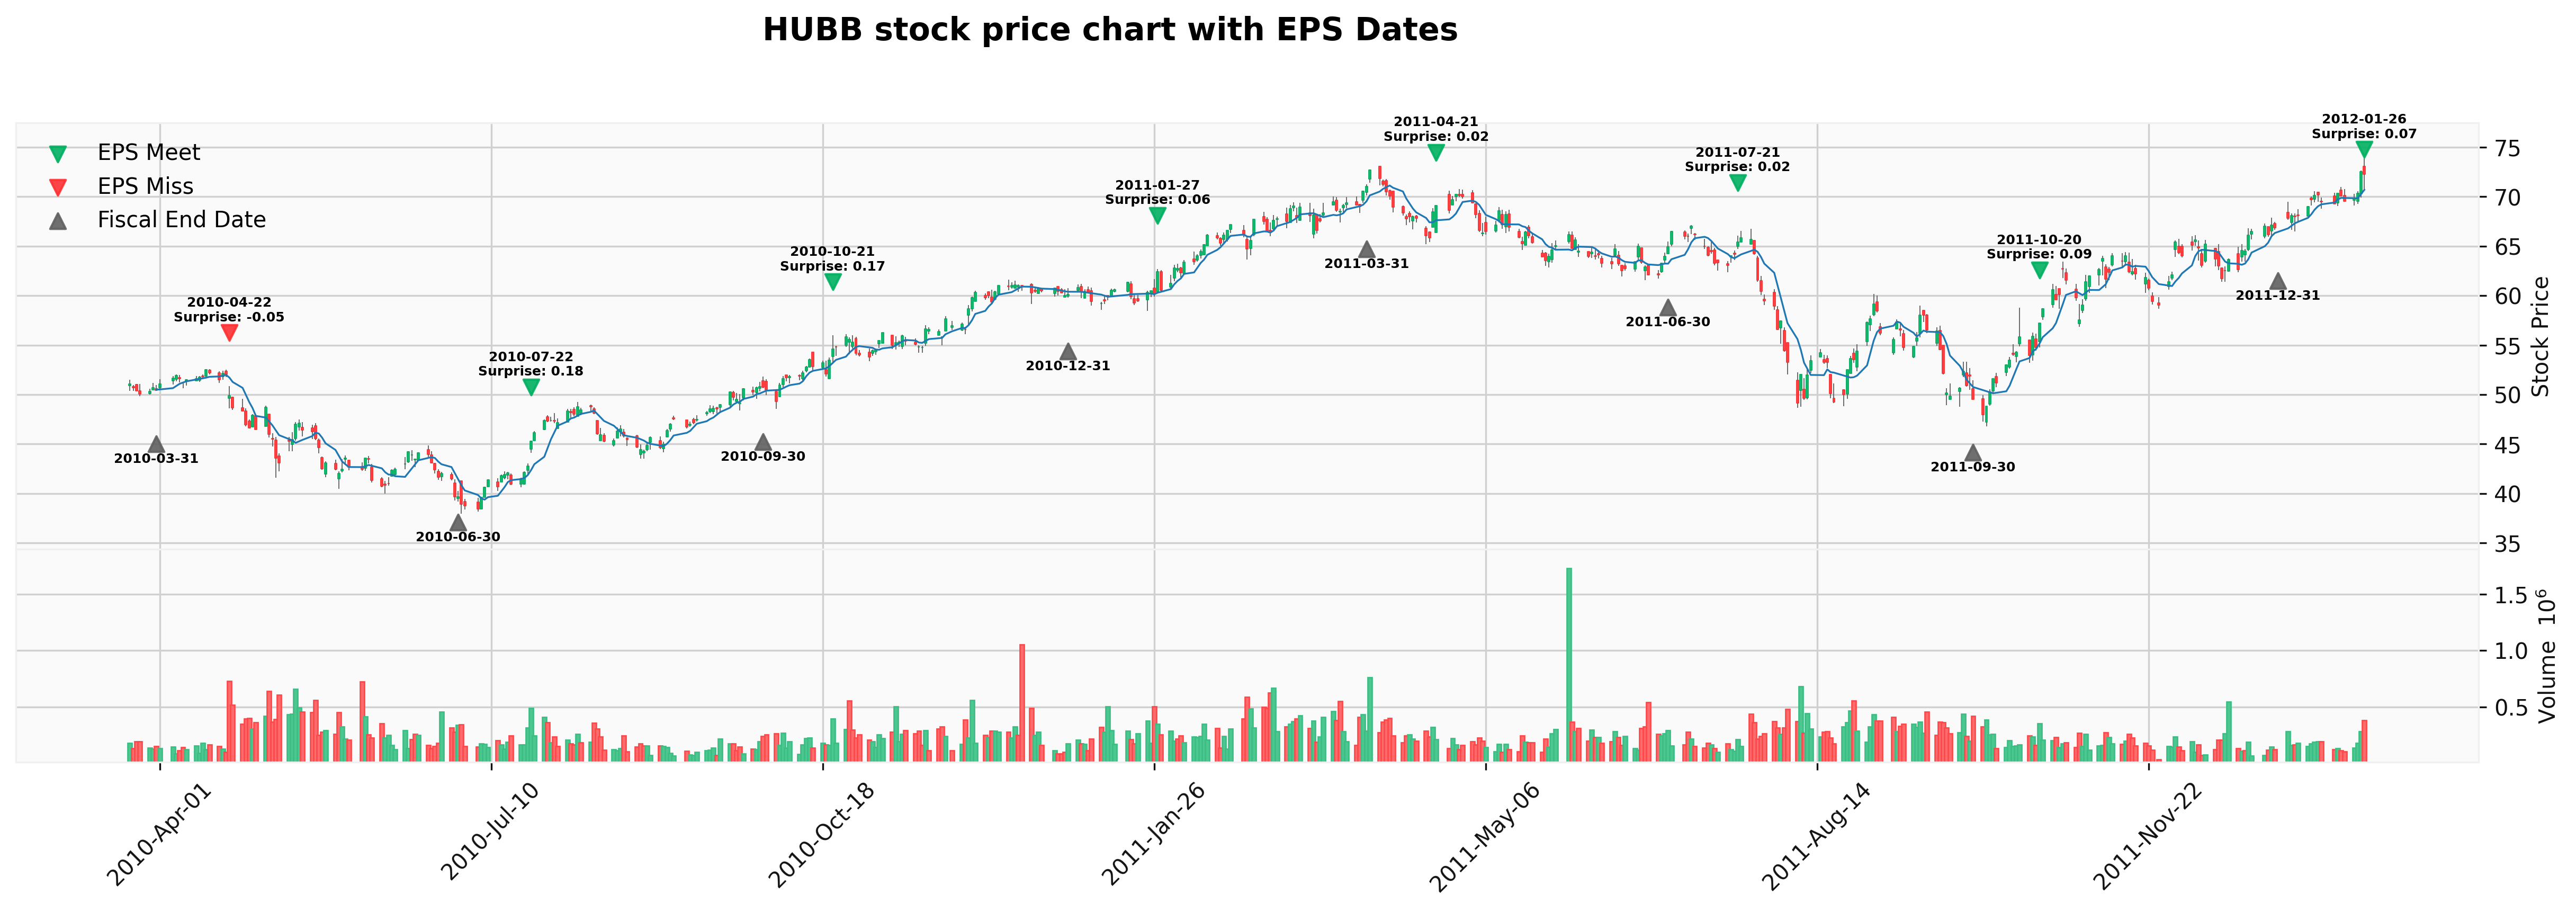 HUBB stock price chart with EPS Dates
EPS Meet
EPS Miss
Fiscal End Date
2010-03-31
2010-04-22
Surprise: -0.05
2010-06-30
2010-07-22
Surprise: 0.18
2010-09-30
2010-10-21
Surprise: 0.17
2010-12-31
2011-01-27
Surprise: 0.06
2011-03-31
2011-04-21
Surprise: 0.02
2011-06-30
2011-07-21
Surprise: 0.02
2011-09-30
2011-10-20
Surprise: 0.09
2011-12-31
2012-01-26
Surprise: 0.07
75
70
65
60
55
50
45
40
35
Stock Price
1.5
1.0
0.5
Volume 10⁶
2010-Apr-01
2010-Jul-10
2010-Oct-18
2011-Jan-26
2011-May-06
2011-Aug-14
2011-Nov-22